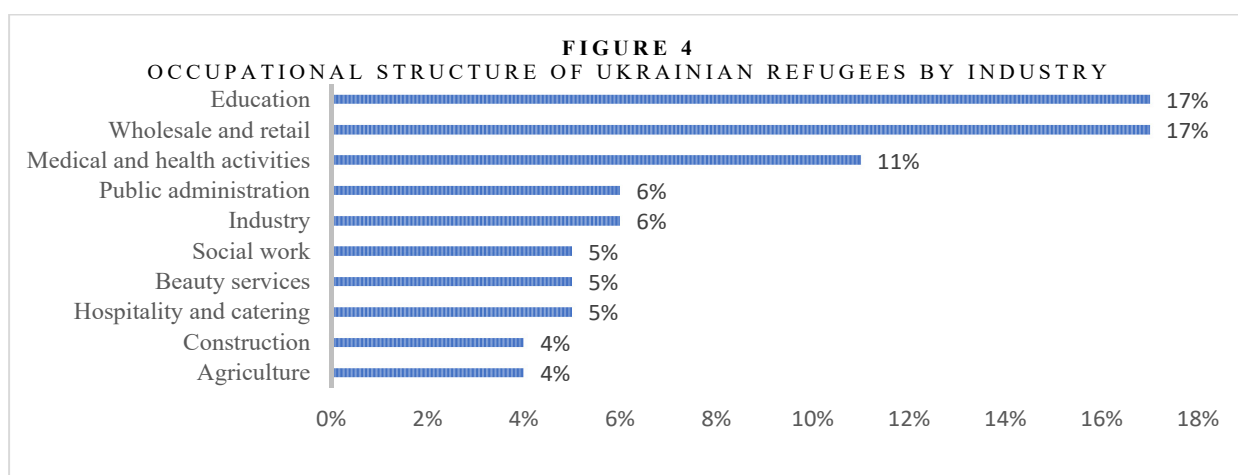 FIGURE 4
OCCUPATIONAL STRUCTURE OF UKRAINIAN REFUGEES BY INDUSTRY
Education 17%
Wholesale and retail 17%
Medical and health activities 11%
Public administration 6%
Industry 6%
Social work 5%
Beauty services 5%
Hospitality and catering 5%
Construction 4%
Agriculture 4%
0% 2% 4% 6% 8% 10% 12% 14% 16% 18%